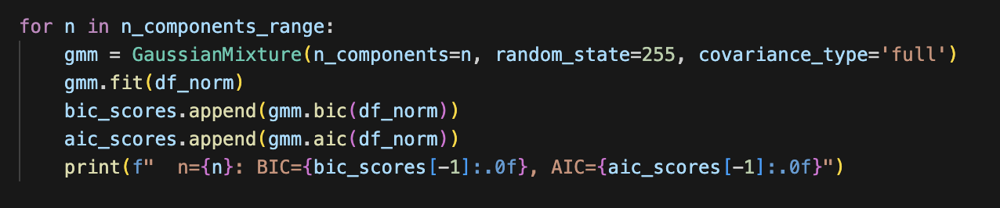 for n in n_components_range:
    gmm = GaussianMixture(n_components=n, random_state=255, covariance_type='full')
    gmm.fit(df_norm)
    bic_scores.append(gmm.bic(df_norm))
    aic_scores.append(gmm.aic(df_norm))
    print(f"  n={n}: BIC={bic_scores[-1]:.0f}, AIC={aic_scores[-1]:.0f}")